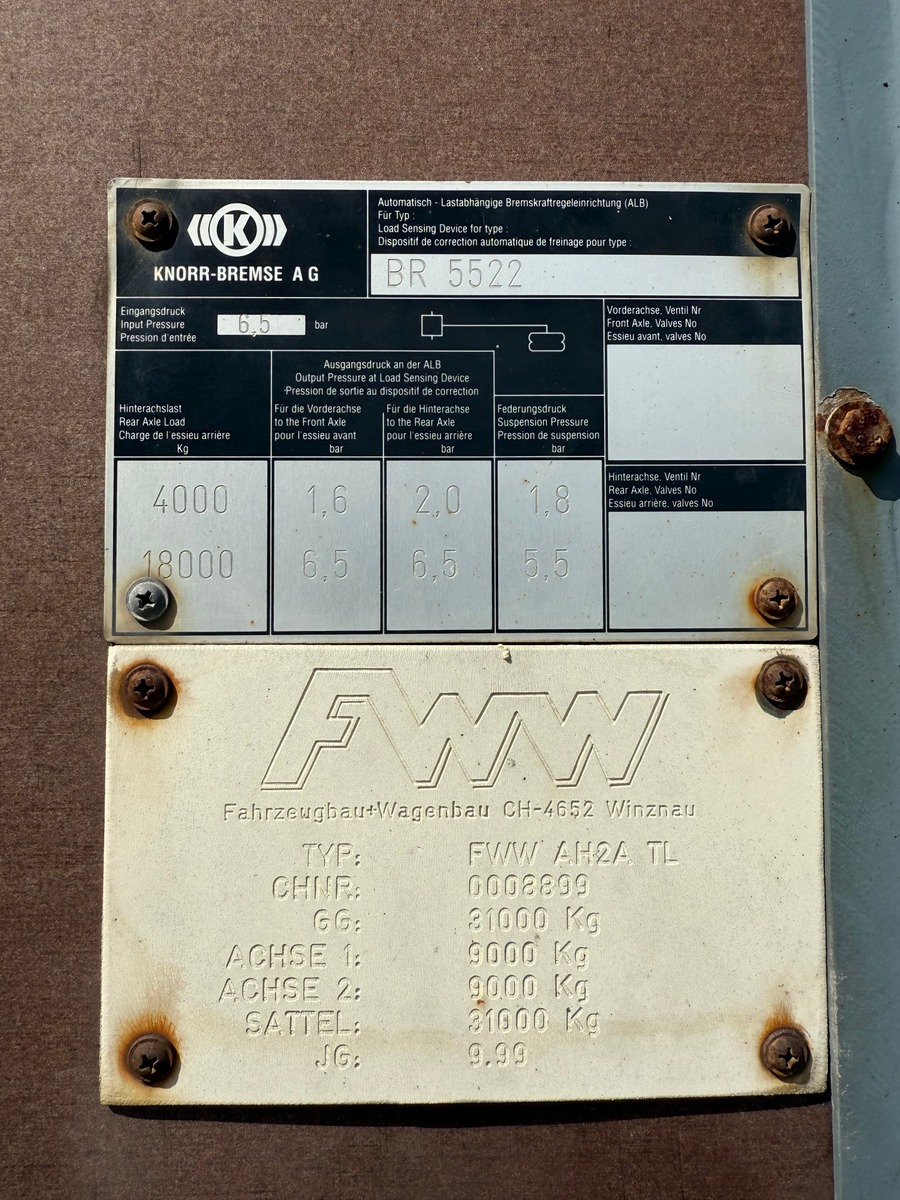 K
KNORR-BREMSE AG
Automatisch - Lastabhängige Bremskraftregeleinrichtung (ALB)
Für Typ :
Load Sensing Device for type :
Dispositif de correction automatique de freinage pour type :
BR 5522
Eingangsdruck
Input Pressure
Pression d'entrée
6,5 bar
Vorderachse, Ventil Nr
Front Axle, Valves No
Essieu avant, valves No
Ausgangsdruck an der ALB
Output Pressure at Load Sensing Device
Pression de sortie au dispositif de correction
Hinterachslast
Rear Axle Load
Charge de l'essieu arrière
Kg
Für die Vorderachse
to the Front Axle
pour l'essieu avant
bar
Für die Hinterachse
to the Rear Axle
pour l'essieu arrière
bar
Federungsdruck
Suspension Pressure
Pression de suspension
bar
4000 1,6 2,0 1,8
18000 6,5 6,5 5,5
Hinterachse, Ventil Nr
Rear Axle, Valves No
Essieu arrière, valves No
FWW
Fahrzeugbau+Wagenbau CH-4652 Winznau
TYP: FWW AH2A TL
CHNR: 0008899
GG: 31000 Kg
ACHSE 1: 9000 Kg
ACHSE 2: 9000 Kg
SATTEL: 31000 Kg
JG: 9.99